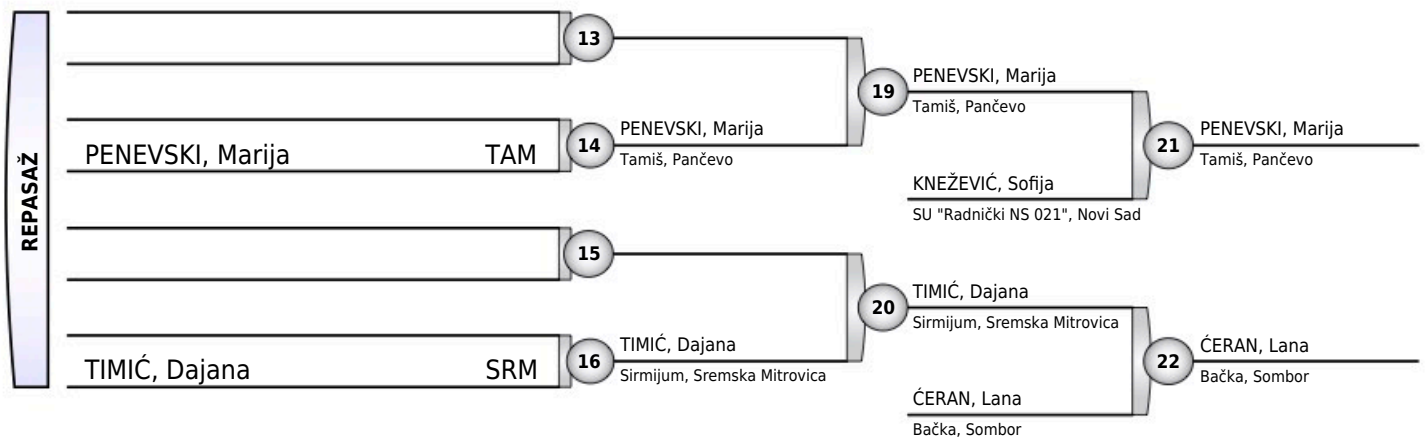 REPASAŽ
13
PENEVSKI, Marija TAM
14
PENEVSKI, Marija
Tamiš, Pančevo
19
PENEVSKI, Marija
Tamiš, Pančevo
KNEŽEVIĆ, Sofija
SU "Radnički NS 021", Novi Sad
21
PENEVSKI, Marija
Tamiš, Pančevo
15
TIMIĆ, Dajana SRM
16
TIMIĆ, Dajana
Sirmijum, Sremska Mitrovica
20
TIMIĆ, Dajana
Sirmijum, Sremska Mitrovica
ĆERAN, Lana
Bačka, Sombor
22
ĆERAN, Lana
Bačka, Sombor